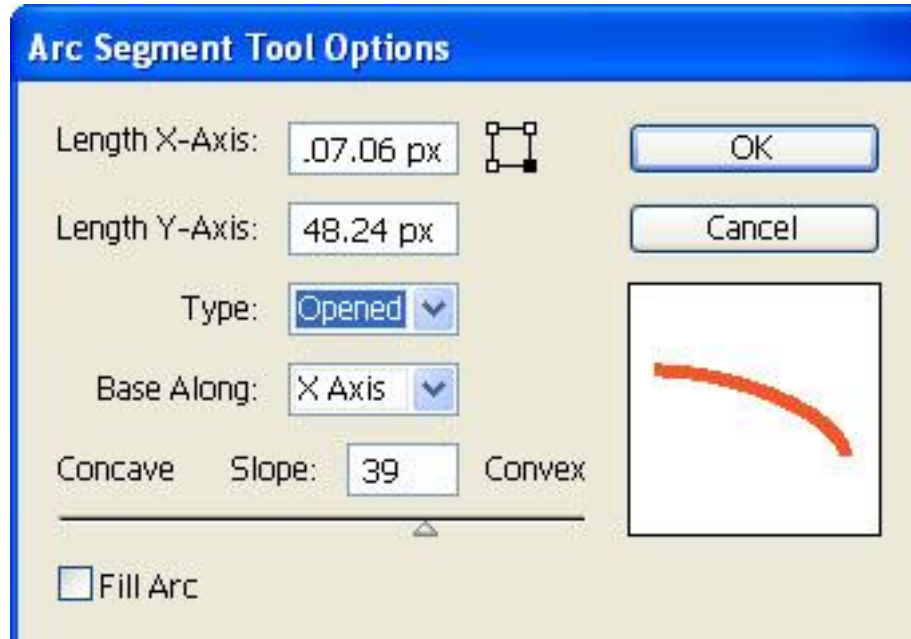 Arc Segment Tool Options
Length X-Axis: .07.06 px OK
Length Y-Axis: 48.24 px Cancel
Type: Opened
Base Along: X Axis
Concave Slope: 39 Convex
Fill Arc